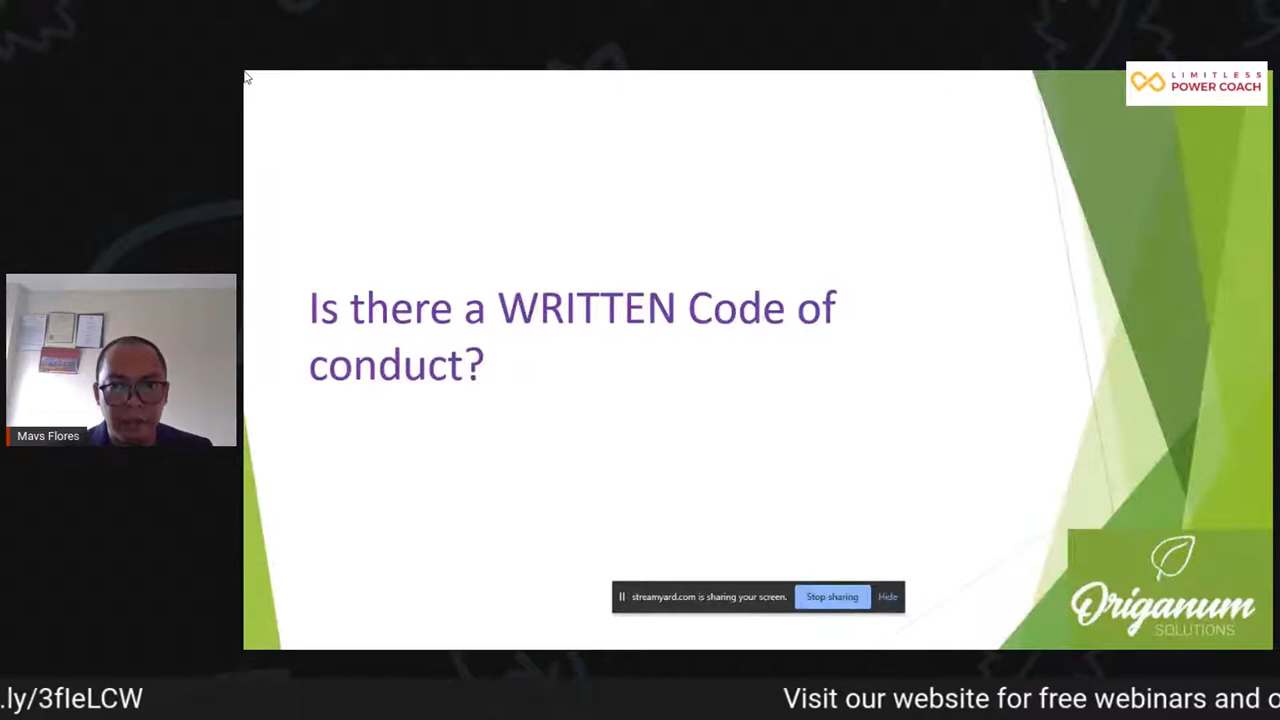 LIMITLESS
POWER COACH
Is there a WRITTEN Code of
conduct?
Mavs Flores
streamyard.com is sharing your screen.
Stop sharing
Hide
Origanum
SOLUTIONS
.ly/3fIeLCW
Visit our website for free webinars and